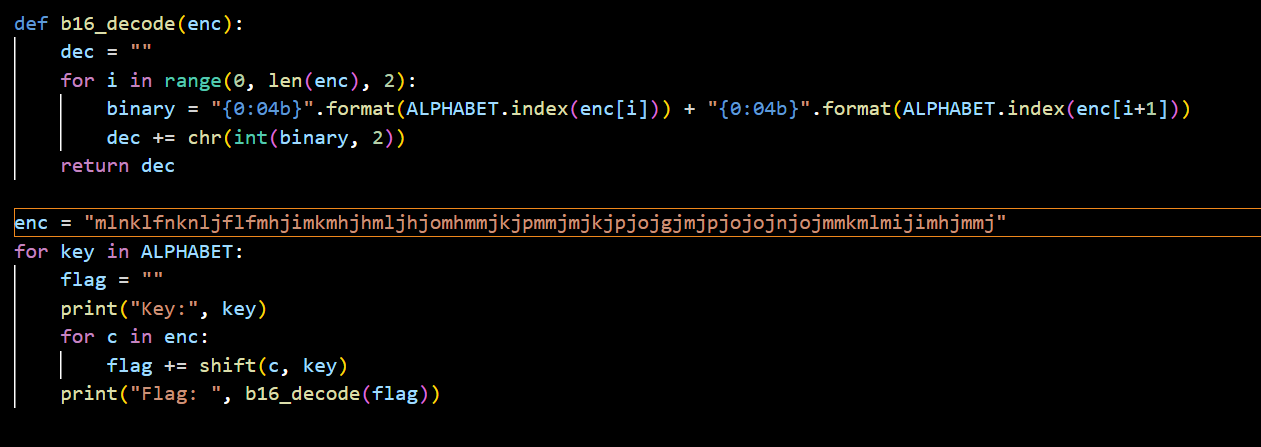 def b16_decode(enc):
    dec = ""
    for i in range(0, len(enc), 2):
        binary = "{0:04b}".format(ALPHABET.index(enc[i])) + "{0:04b}".format(ALPHABET.index(enc[i+1]))
        dec += chr(int(binary, 2))
    return dec
enc = "mlnklfnknljflfmhjimkmhjhmljhjomhmmjkjpmmjmjkjpjojgjmjpjojojnjojmmkmlmijimhjmmj"
for key in ALPHABET:
    flag = ""
    print("Key:", key)
    for c in enc:
        flag += shift(c, key)
    print("Flag: ", b16_decode(flag))